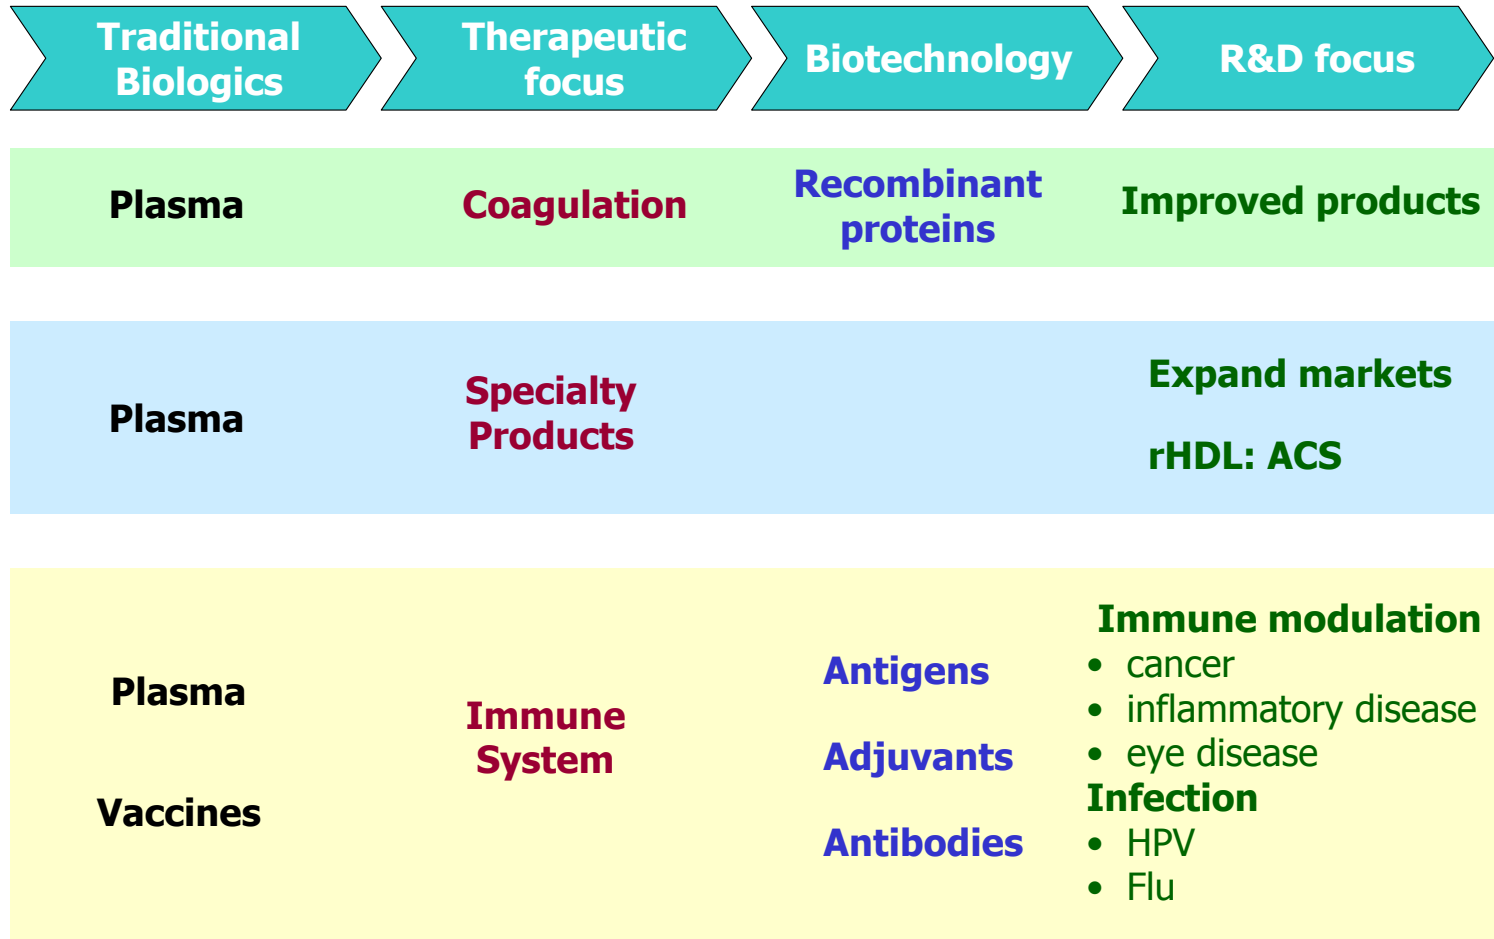 Traditional
Biologics
Therapeutic
focus
Biotechnology
R&D focus
Plasma
Coagulation
Recombinant
proteins
Improved products
Plasma
Specialty
Products
Expand markets
rHDL: ACS
Plasma
Vaccines
Immune
System
Antigens
Adjuvants
Antibodies
Immune modulation
• cancer
• inflammatory disease
• eye disease
Infection
• HPV
• Flu